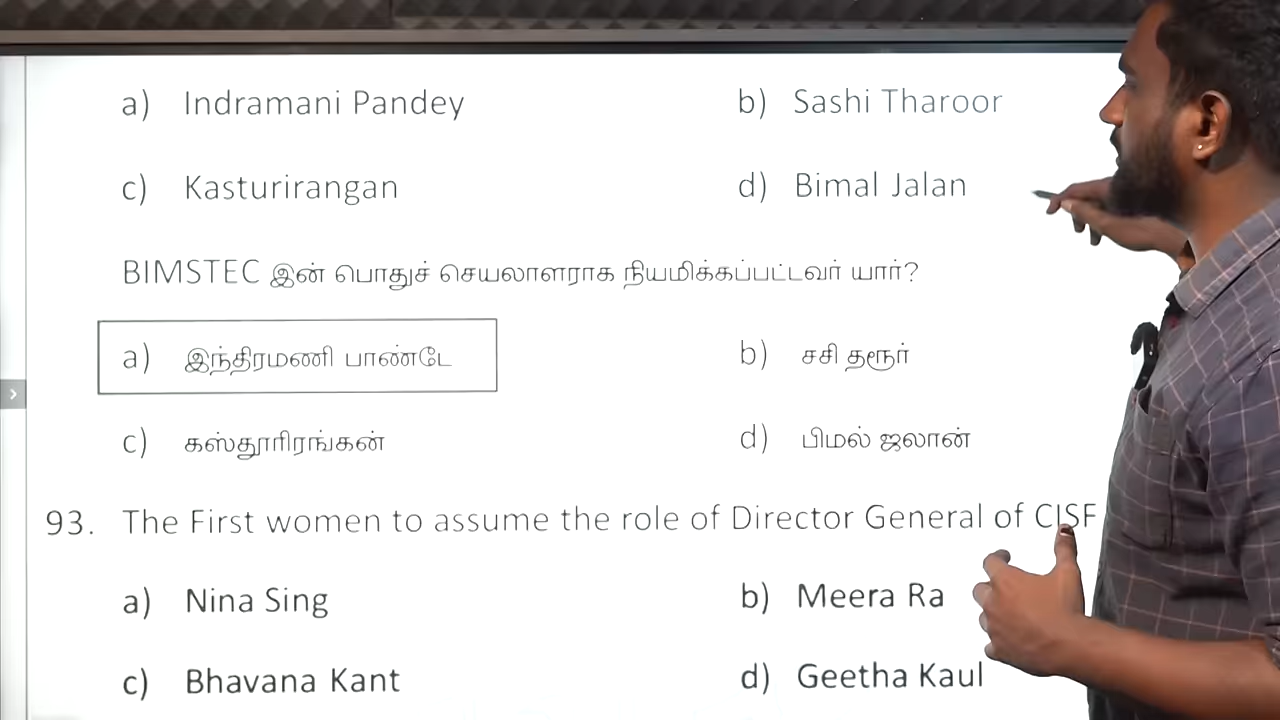 a) Indramani Pandey b) Sashi Tharoor
c) Kasturirangan d) Bimal Jalan
BIMSTEC இன் பொதுச் செயலாளராக நியமிக்கப்பட்டவர் யார்?
a) இந்திரமணி பாண்டே b) சசி தரூர்
c) கஸ்தூரிரங்கன் d) பிமல் ஜலான்
93. The First women to assume the role of Director General of CISF
a) Nina Sing b) Meera Ra
c) Bhavana Kant d) Geetha Kaul